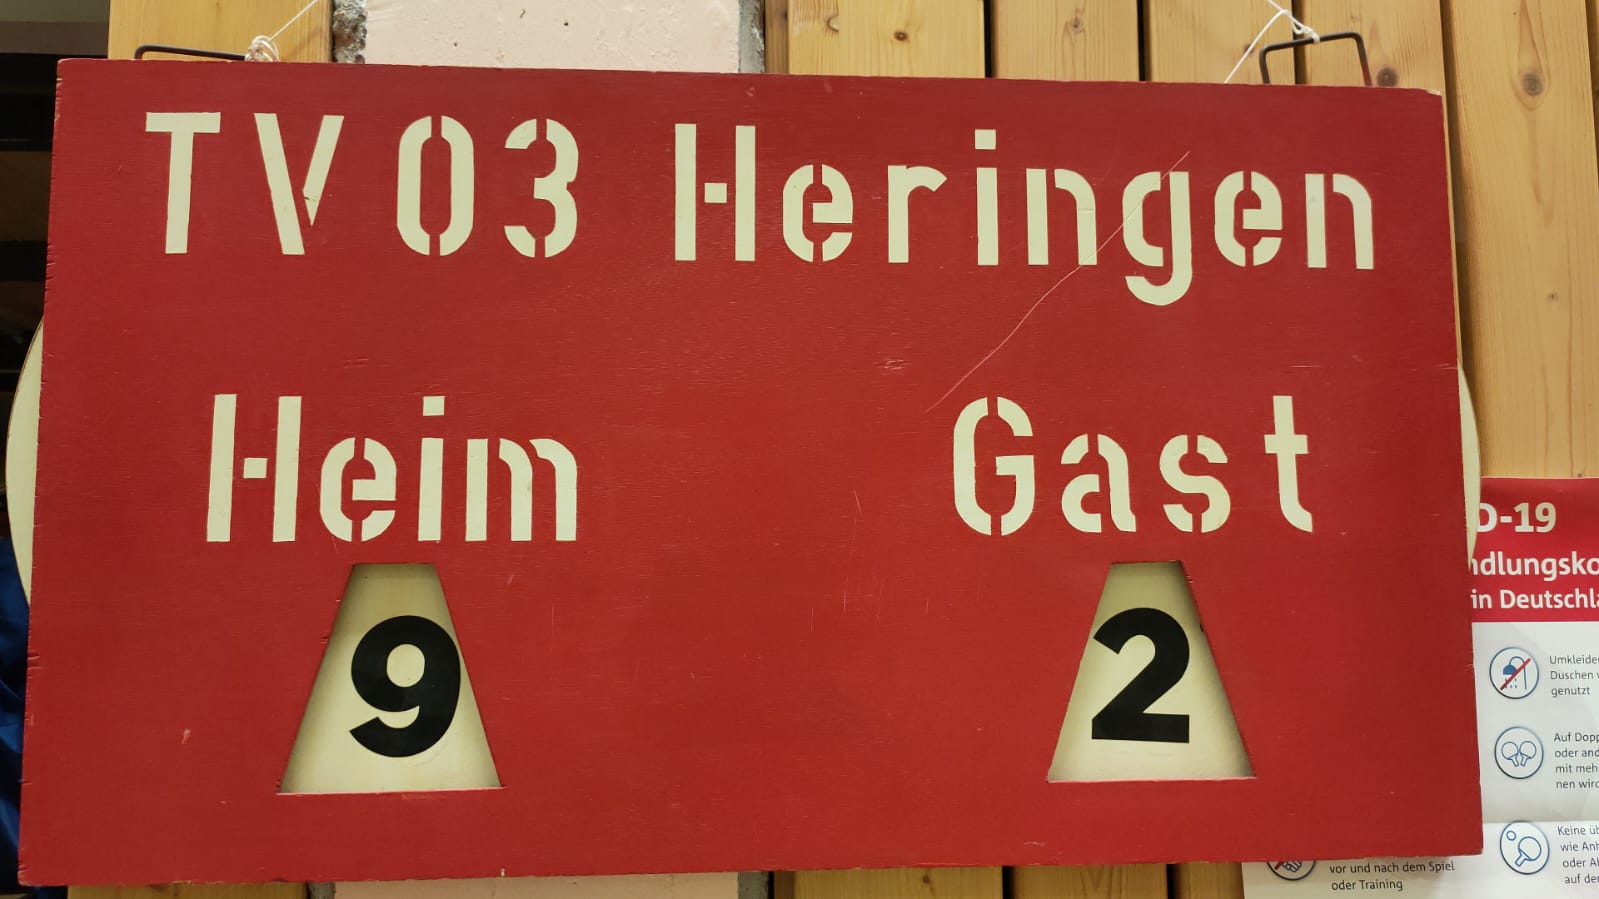 TV 03 Heringen
Heim Gast
9 2
D-19
ndlungsko
in Deutschla
Umkleide
Duschen
genutzt
Auf Dopp
oder and
mit meh
nen wird
Keine üb
wie Anh
oder Ab
auf de
vor und nach dem Spiel
oder Training